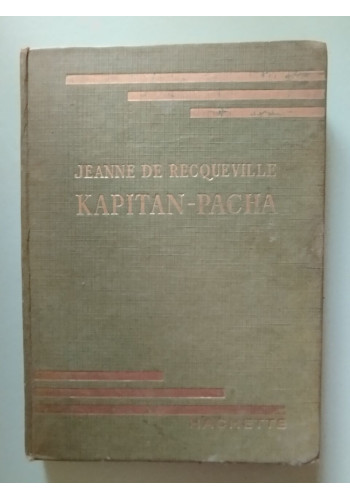 JEANNE DE RECQUEVILLE
KAPITAN-PACHA
HACHETTE